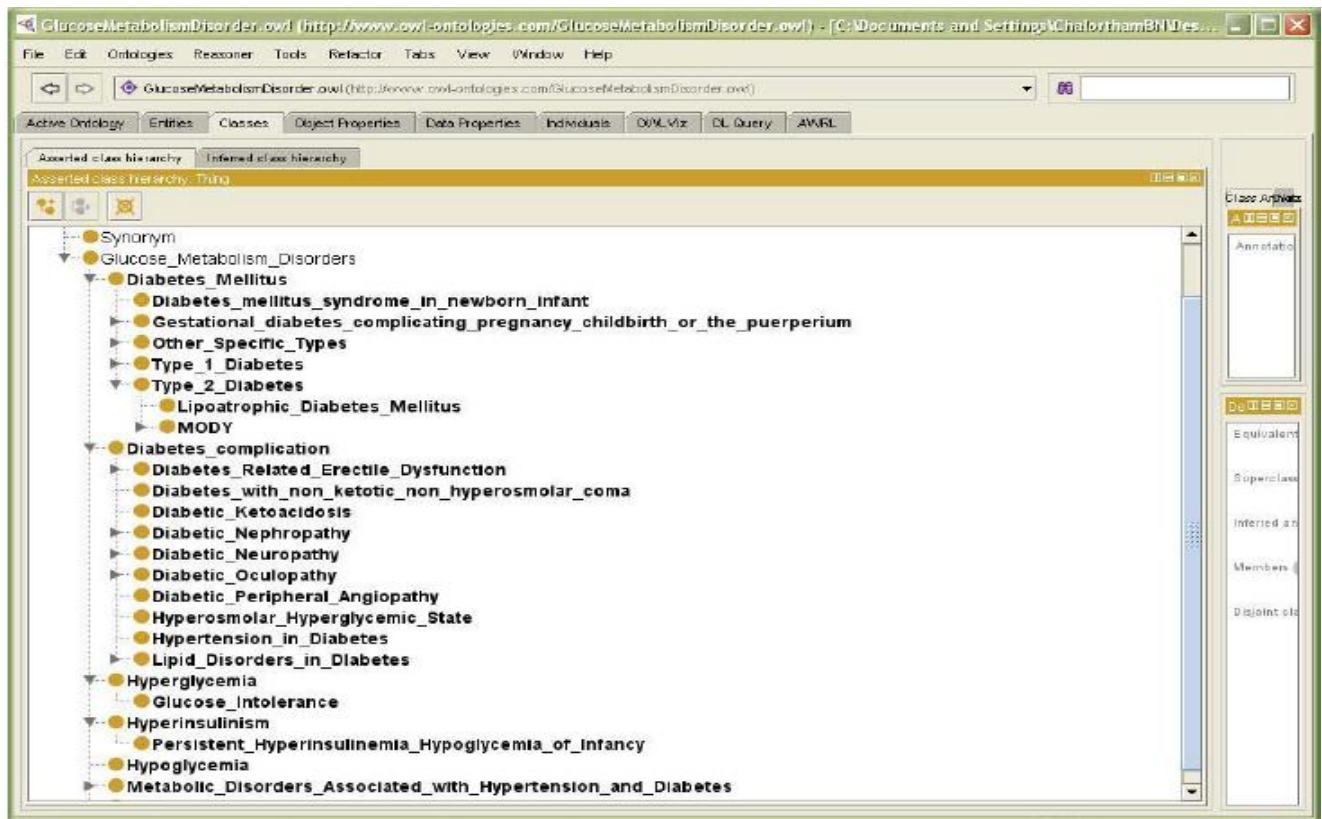 GlucoseMetabolismDisorder.owl (http://www.owl-ontologies.com/GlucoseMetabolismDisorder.owl) - [C:\Documents and Settings\ChalorthamBN\Des...
File Edit Ontologies Reasoner Tools Refactor Tabs View Window Help
GlucoseMetabolismDisorder.owl (http://www.owl-ontologies.com/GlucoseMetabolismDisorder.owl)
Active Ontology Entities Classes Object Properties Data Properties Individuals OWLViz DL Query AWRL
Asserted class hierarchy Inferred class hierarchy
Asserted class hierarchy: Thing
Synonym
Glucose_Metabolism_Disorders
Diabetes_Mellitus
Diabetes_mellitus_syndrome_in_newborn_infant
Gestational_diabetes_complicating_pregnancy_childbirth_or_the_puerperium
Other_Specific_Types
Type_1_Diabetes
Type_2_Diabetes
Lipoatrophic_Diabetes_Mellitus
MODY
Diabetes_complication
Diabetes_Related_Erectile_Dysfunction
Diabetes_with_non_ketotic_non_hyperosmolar_coma
Diabetic_Ketoacidosis
Diabetic_Nephropathy
Diabetic_Neuropathy
Diabetic_Oculopathy
Diabetic_Peripheral_Angiopathy
Hyperosmolar_Hyperglycemic_State
Hypertension_in_Diabetes
Lipid_Disorders_in_Diabetes
Hyperglycemia
Glucose_Intolerance
Hyperinsulinism
Persistent_Hyperinsulinemia_Hypoglycemia_of_Infancy
Hypoglycemia
Metabolic_Disorders_Associated_with_Hypertension_and_Diabetes
Class
A
Annotatio
De
Equivalent
Superclass
Inferred an
Members (
Disjoint cla